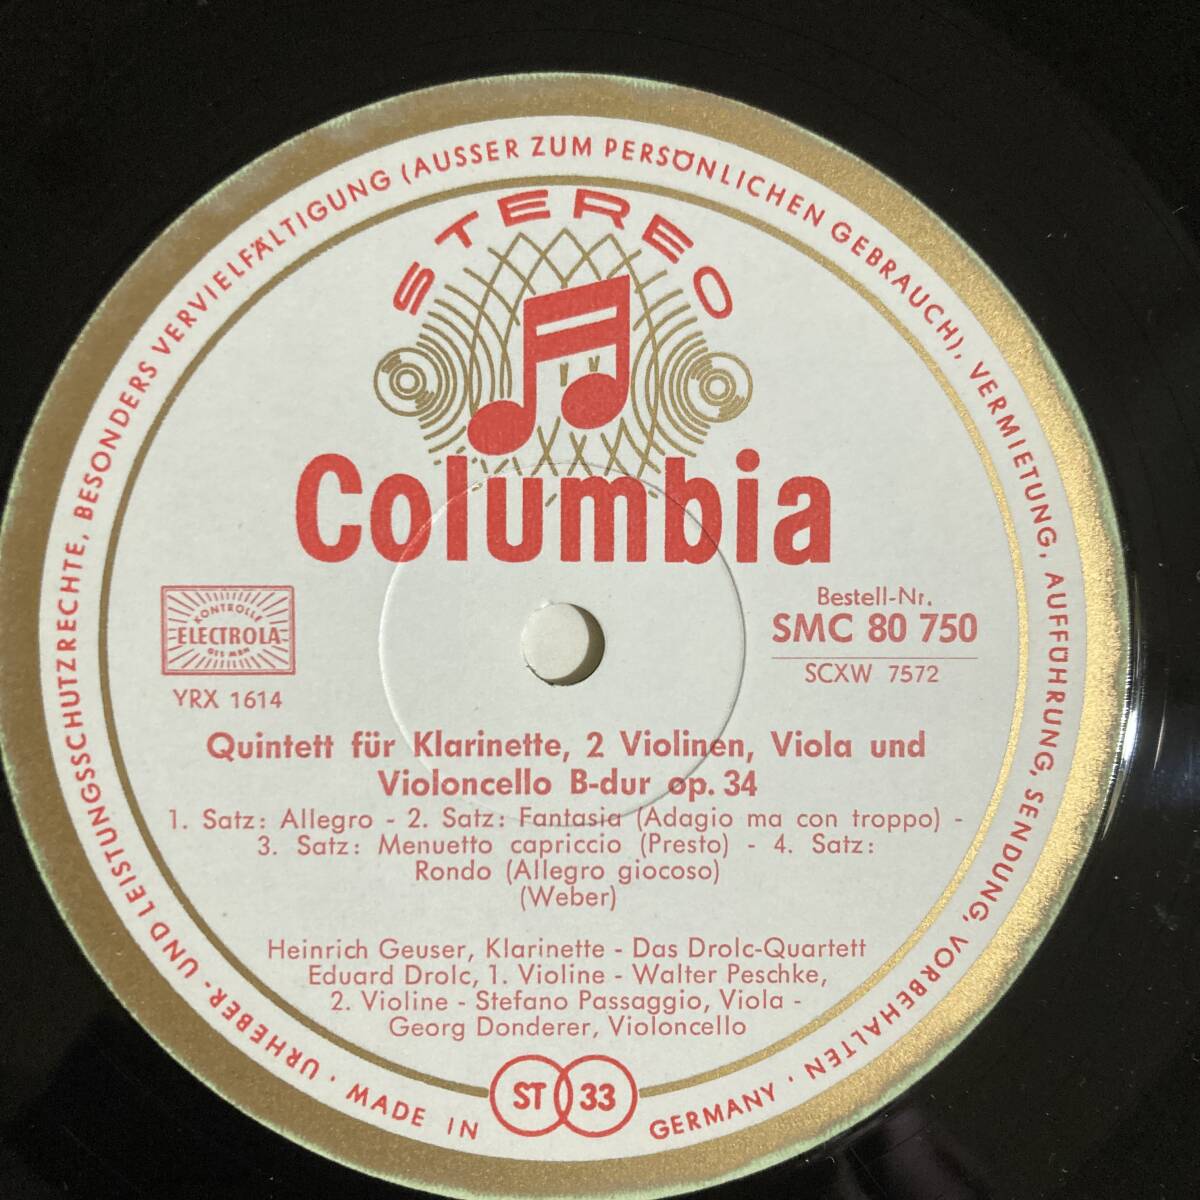 URHEBER- UND LEISTUNGSSCHUTZRECHTE, BESONDERS VERVIELFÄLTIGUNG (AUSSER ZUM PERSÖNLICHEN GEBRAUCH), VERMIETUNG, AUFFÜHRUNG, SENDUNG, VORBEHALTEN ·
STEREO
Columbia
KONTROLLE
ELECTROLA
GES·MBH
YRX 1614
Bestell-Nr.
SMC 80 750
SCXW 7572
Quintett für Klarinette, 2 Violinen, Viola und
Violoncello B-dur op. 34
1. Satz: Allegro - 2. Satz: Fantasia (Adagio ma con troppo) -
3. Satz: Menuetto capriccio (Presto) - 4. Satz:
Rondo (Allegro giocoso)
(Weber)
Heinrich Geuser, Klarinette - Das Drolc-Quartett
Eduard Drolc, 1. Violine - Walter Peschke,
2. Violine - Stefano Passaggio, Viola -
Georg Donderer, Violoncello
ST 33
· MADE IN GERMANY ·